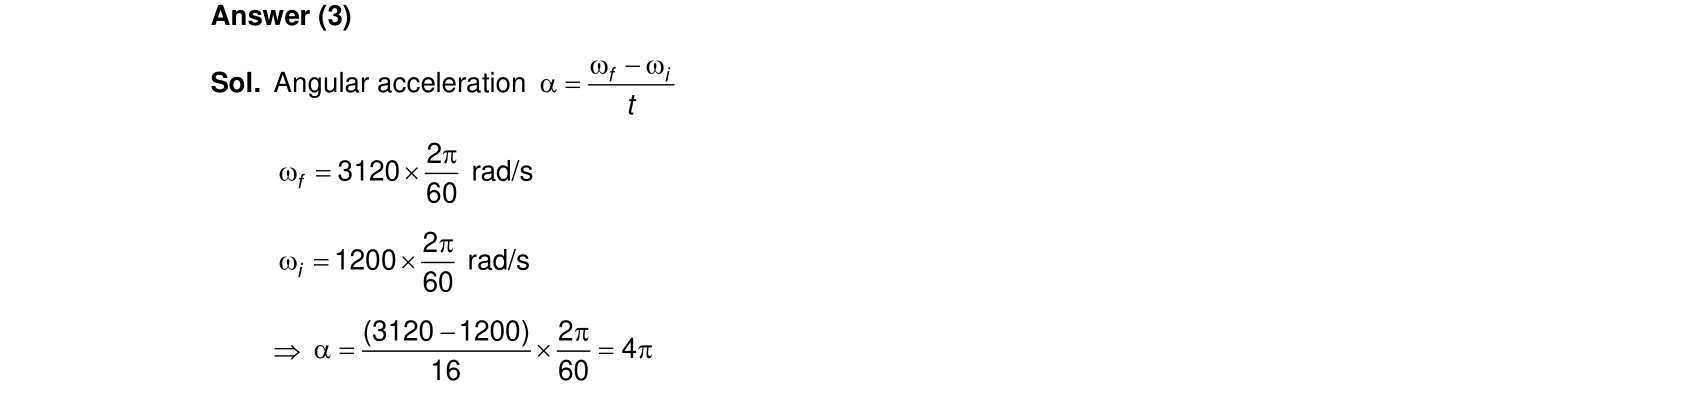 Answer (3)
Sol. Angular acceleration α = (ω_f − ω_i)/t
ω_f = 3120 × 2π/60 rad/s
ω_i = 1200 × 2π/60 rad/s
⇒ α = (3120 − 1200)/16 × 2π/60 = 4π